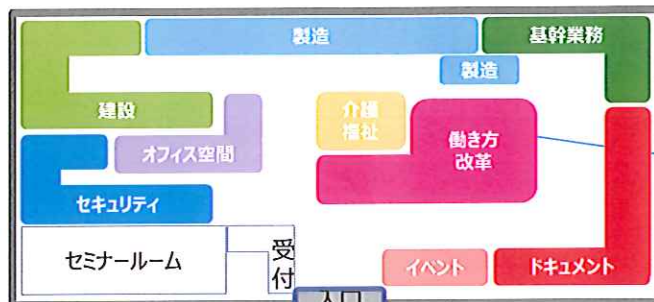 製造
基幹業務
製造
建設
介護
福祉
働き方
改革
オフィス空間
セキュリティ
セミナールーム
受
付
イベント
ドキュメント
入口